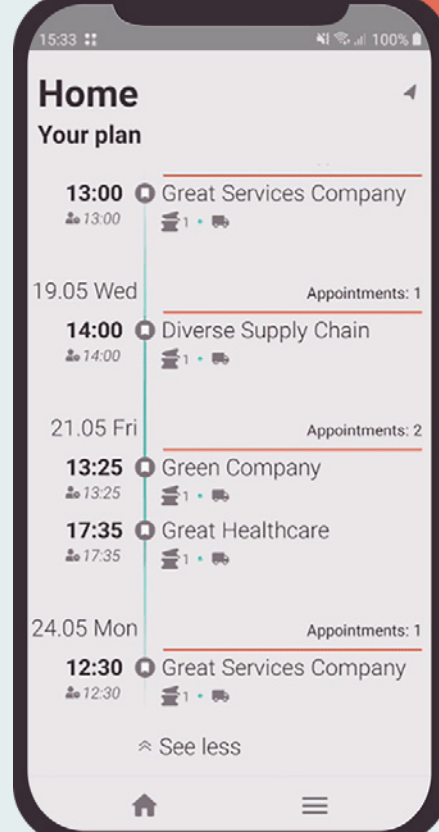 15:33 100%
Home
Your plan
13:00 Great Services Company
13:00 1
19.05 Wed Appointments: 1
14:00 Diverse Supply Chain
14:00 1
21.05 Fri Appointments: 2
13:25 Green Company
13:25 1
17:35 Great Healthcare
17:35 1
24.05 Mon Appointments: 1
12:30 Great Services Company
12:30 1
See less